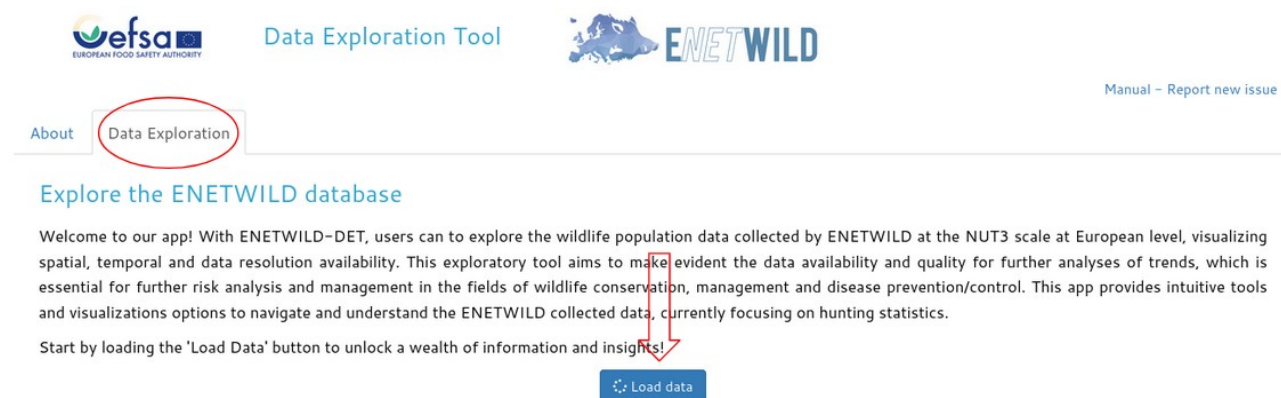 efsa
EUROPEAN FOOD SAFETY AUTHORITY
Data Exploration Tool
ENETWILD
Manual - Report new issue
About
Data Exploration
Explore the ENETWILD database
Welcome to our app! With ENETWILD-DET, users can to explore the wildlife population data collected by ENETWILD at the NUT3 scale at European level, visualizing
spatial, temporal and data resolution availability. This exploratory tool aims to make evident the data availability and quality for further analyses of trends, which is
essential for further risk analysis and management in the fields of wildlife conservation, management and disease prevention/control. This app provides intuitive tools
and visualizations options to navigate and understand the ENETWILD collected data, currently focusing on hunting statistics.
Start by loading the 'Load Data' button to unlock a wealth of information and insights!
Load data